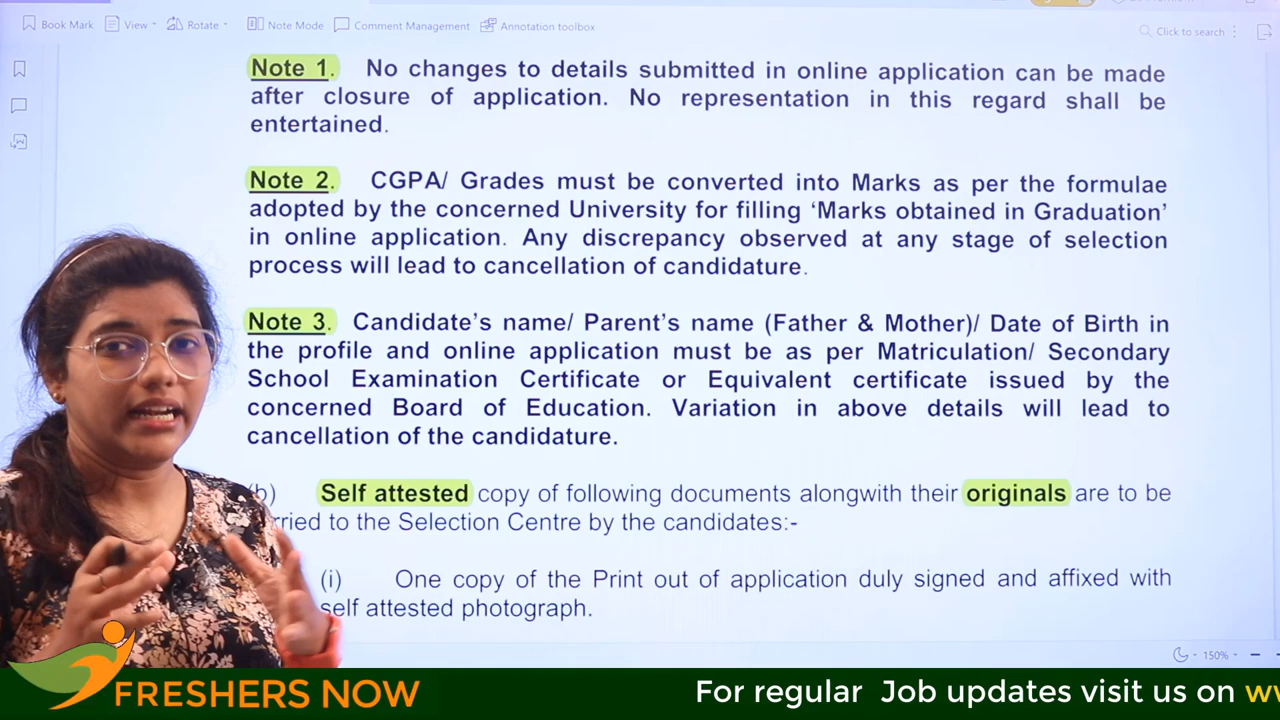 Book Mark View Rotate Note Mode Comment Management Annotation toolbox
Click to search
Note 1. No changes to details submitted in online application can be made
after closure of application. No representation in this regard shall be
entertained.
Note 2. CGPA/ Grades must be converted into Marks as per the formulae
adopted by the concerned University for filling ‘Marks obtained in Graduation’
in online application. Any discrepancy observed at any stage of selection
process will lead to cancellation of candidature.
Note 3. Candidate’s name/ Parent’s name (Father & Mother)/ Date of Birth in
the profile and online application must be as per Matriculation/ Secondary
School Examination Certificate or Equivalent certificate issued by the
concerned Board of Education. Variation in above details will lead to
cancellation of the candidature.
(b) Self attested copy of following documents alongwith their originals are to be
rried to the Selection Centre by the candidates:-
(i) One copy of the Print out of application duly signed and affixed with
self attested photograph.
150%
FRESHERS NOW
For regular Job updates visit us on